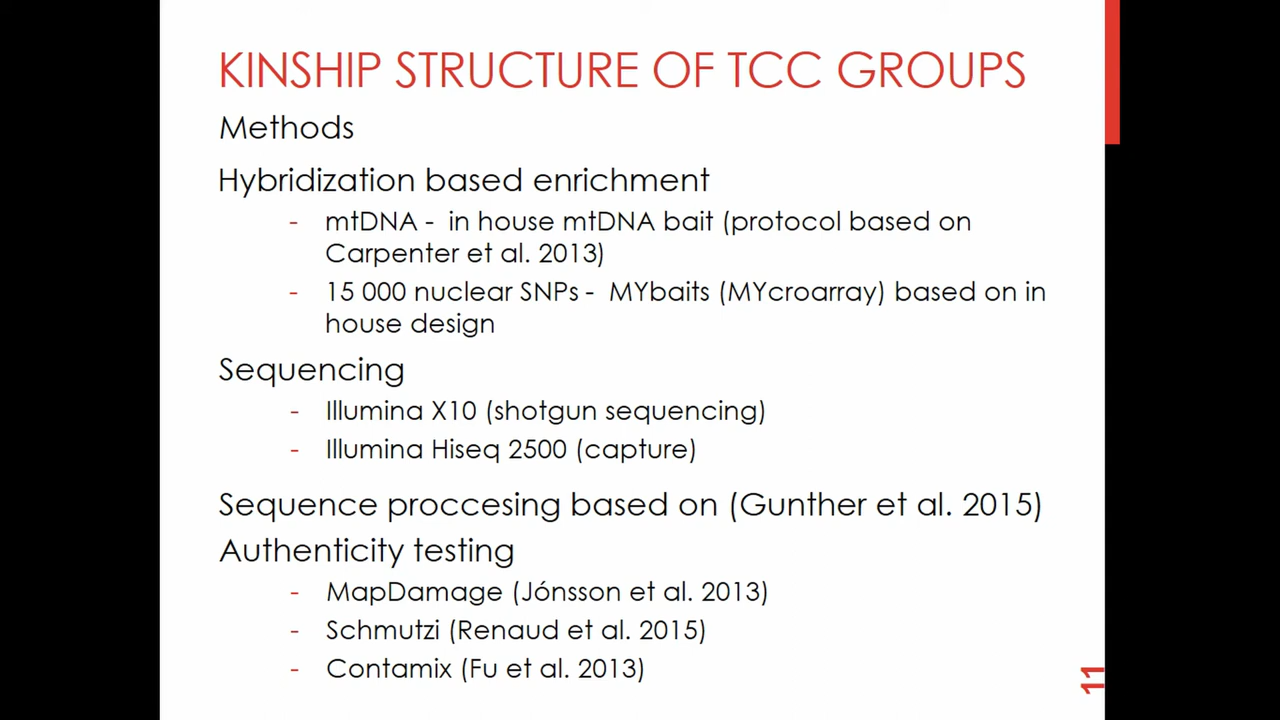 KINSHIP STRUCTURE OF TCC GROUPS
Methods
Hybridization based enrichment
- mtDNA - in house mtDNA bait (protocol based on
Carpenter et al. 2013)
- 15 000 nuclear SNPs - MYbaits (MYcroarray) based on in
house design
Sequencing
- Illumina X10 (shotgun sequencing)
- Illumina Hiseq 2500 (capture)
Sequence proccesing based on (Gunther et al. 2015)
Authenticity testing
- MapDamage (Jónsson et al. 2013)
- Schmutzi (Renaud et al. 2015)
- Contamix (Fu et al. 2013)
11